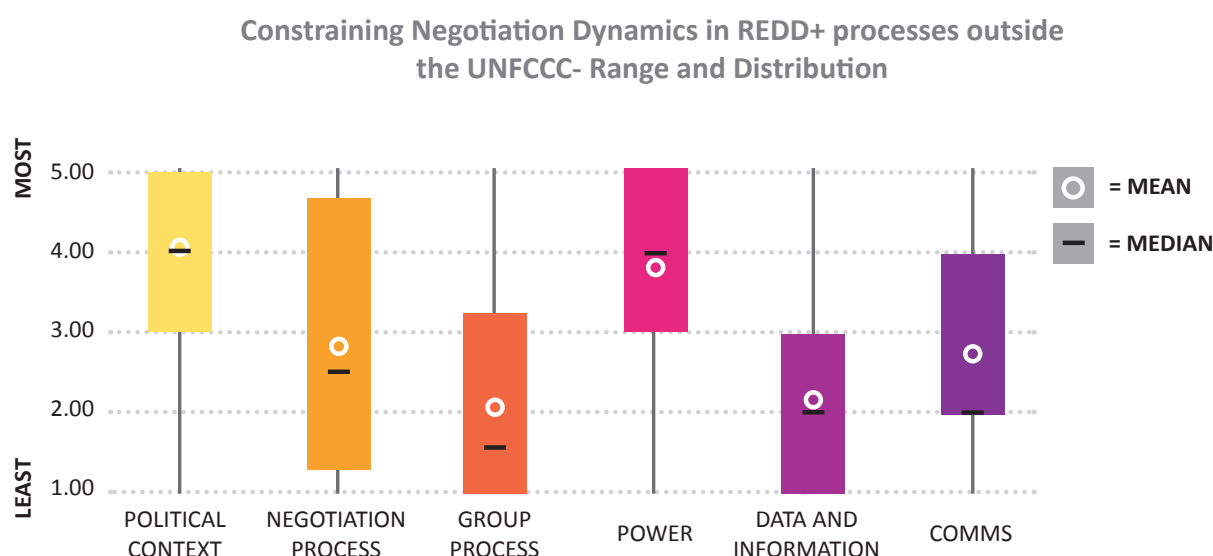 Constraining Negotiation Dynamics in REDD+ processes outside
the UNFCCC- Range and Distribution
MOST
5.00
4.00
3.00
2.00
1.00
LEAST
= MEAN
= MEDIAN
POLITICAL
CONTEXT
NEGOTIATION
PROCESS
GROUP
PROCESS
POWER
DATA AND
INFORMATION
COMMS